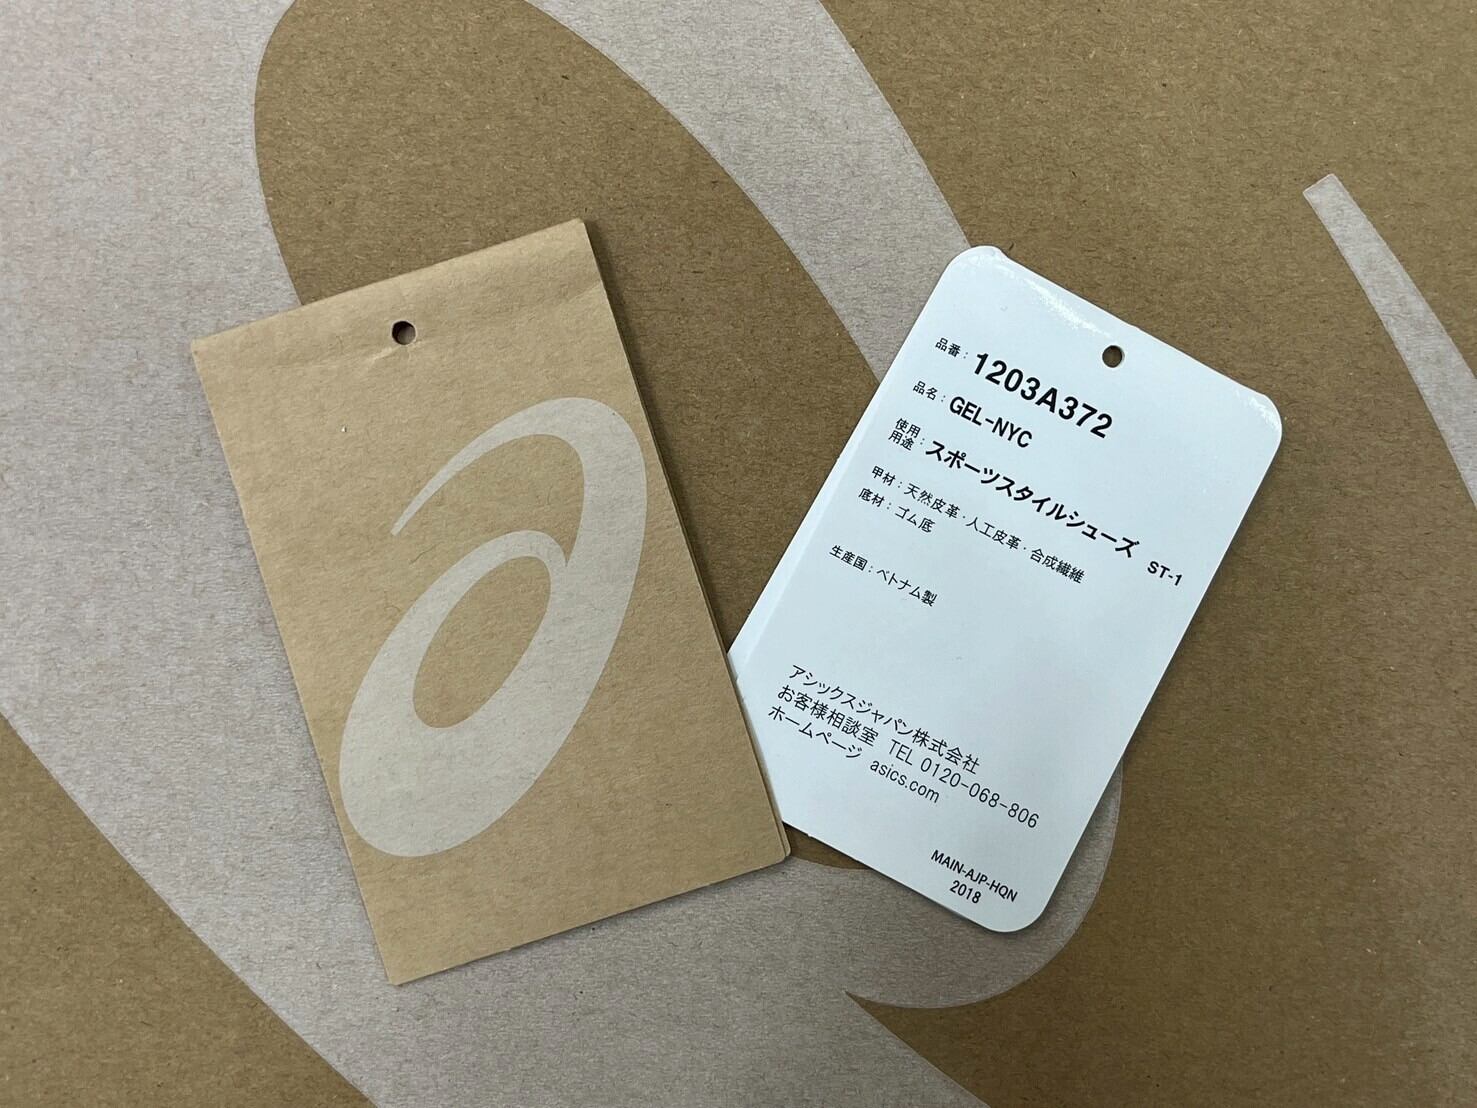 品番：1203A372
品名：GEL-NYC
使用用途：スポーツスタイルシューズ ST-1
甲材：天然皮革・人工皮革・合成繊維
底材：ゴム底
生産国：ベトナム製
アシックスジャパン株式会社
お客様相談室 TEL 0120-068-806
ホームページ asics.com
MAIN-AJP-HQN
2018